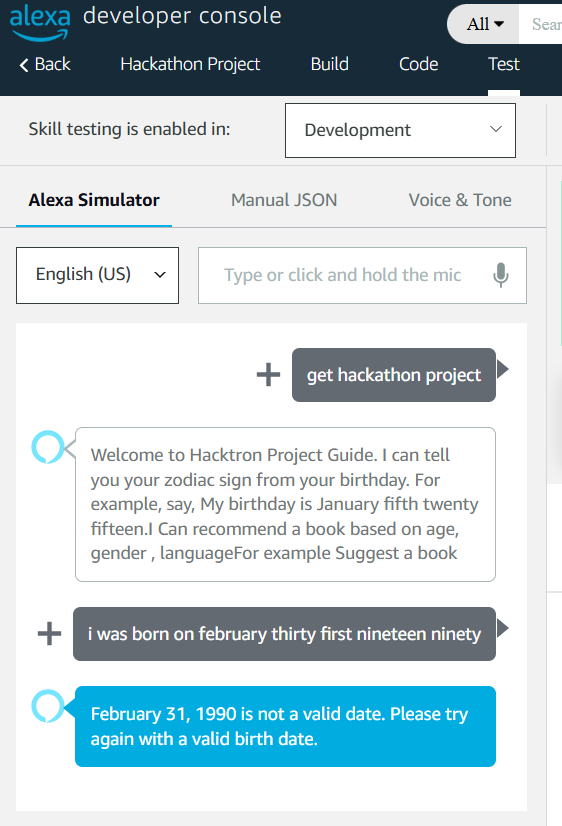 alexa developer console
All Sear
Back Hackathon Project Build Code Test
Skill testing is enabled in: Development
Alexa Simulator Manual JSON Voice & Tone
English (US) Type or click and hold the mic
get hackathon project
Welcome to Hacktron Project Guide. I can tell
you your zodiac sign from your birthday. For
example, say, My birthday is January fifth twenty
fifteen.I Can recommend a book based on age,
gender , languageFor example Suggest a book
i was born on february thirty first nineteen ninety
February 31, 1990 is not a valid date. Please try
again with a valid birth date.